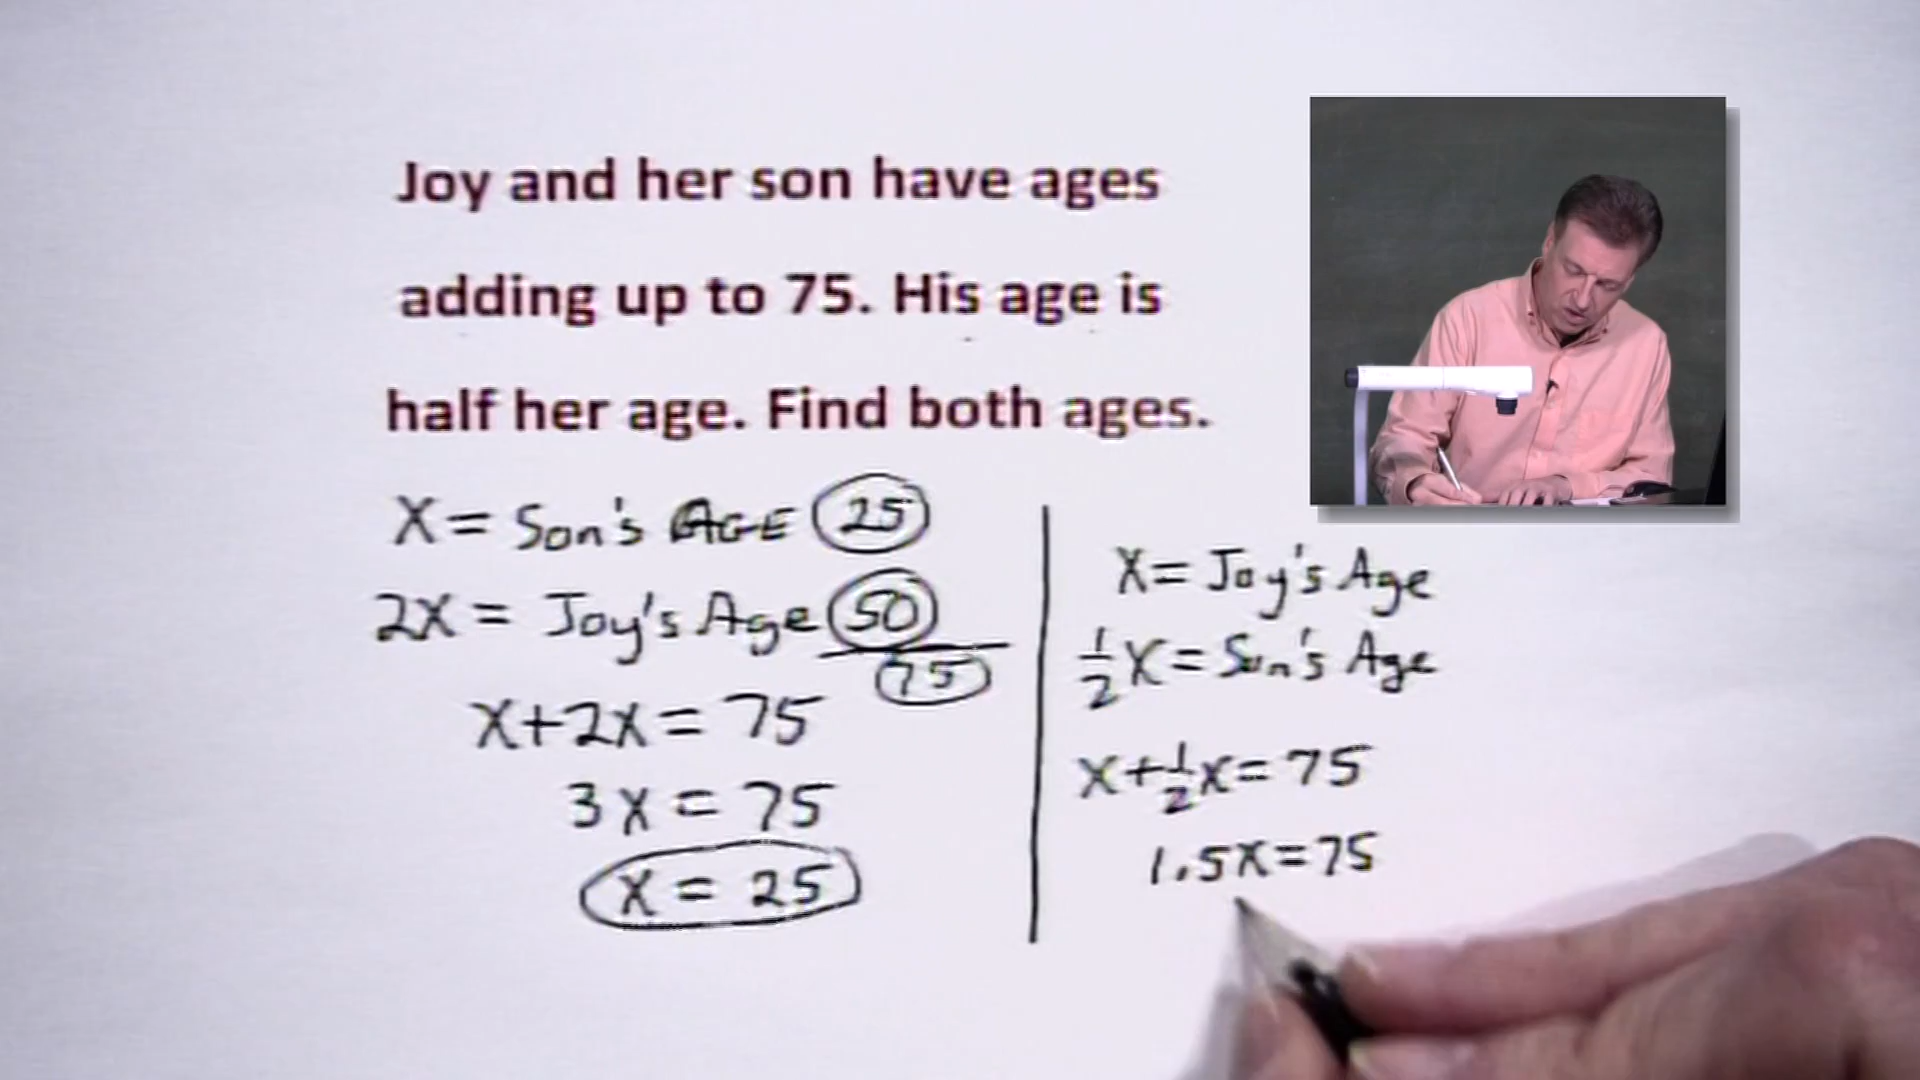 Joy and her son have ages
adding up to 75. His age is
half her age. Find both ages.
X = Son's AGE 25
2X = Joy's Age 50
75
X+2X = 75
3X = 75
X = 25
X = Joy's Age
1/2 X = Son's Age
X + 1/2 X = 75
1.5X = 75